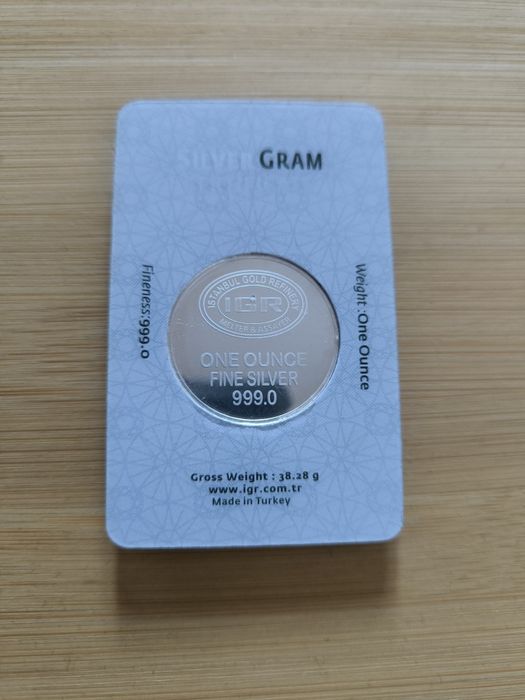 SILVER GRAM
Fineness:999.0
ISTANBUL GOLD REFINERY
IGR
MELTER & ASSAYER
ONE OUNCE
FINE SILVER
999.0
Weight :One Ounce
Gross Weight : 38.28 g
www.igr.com.tr
Made in Turkey